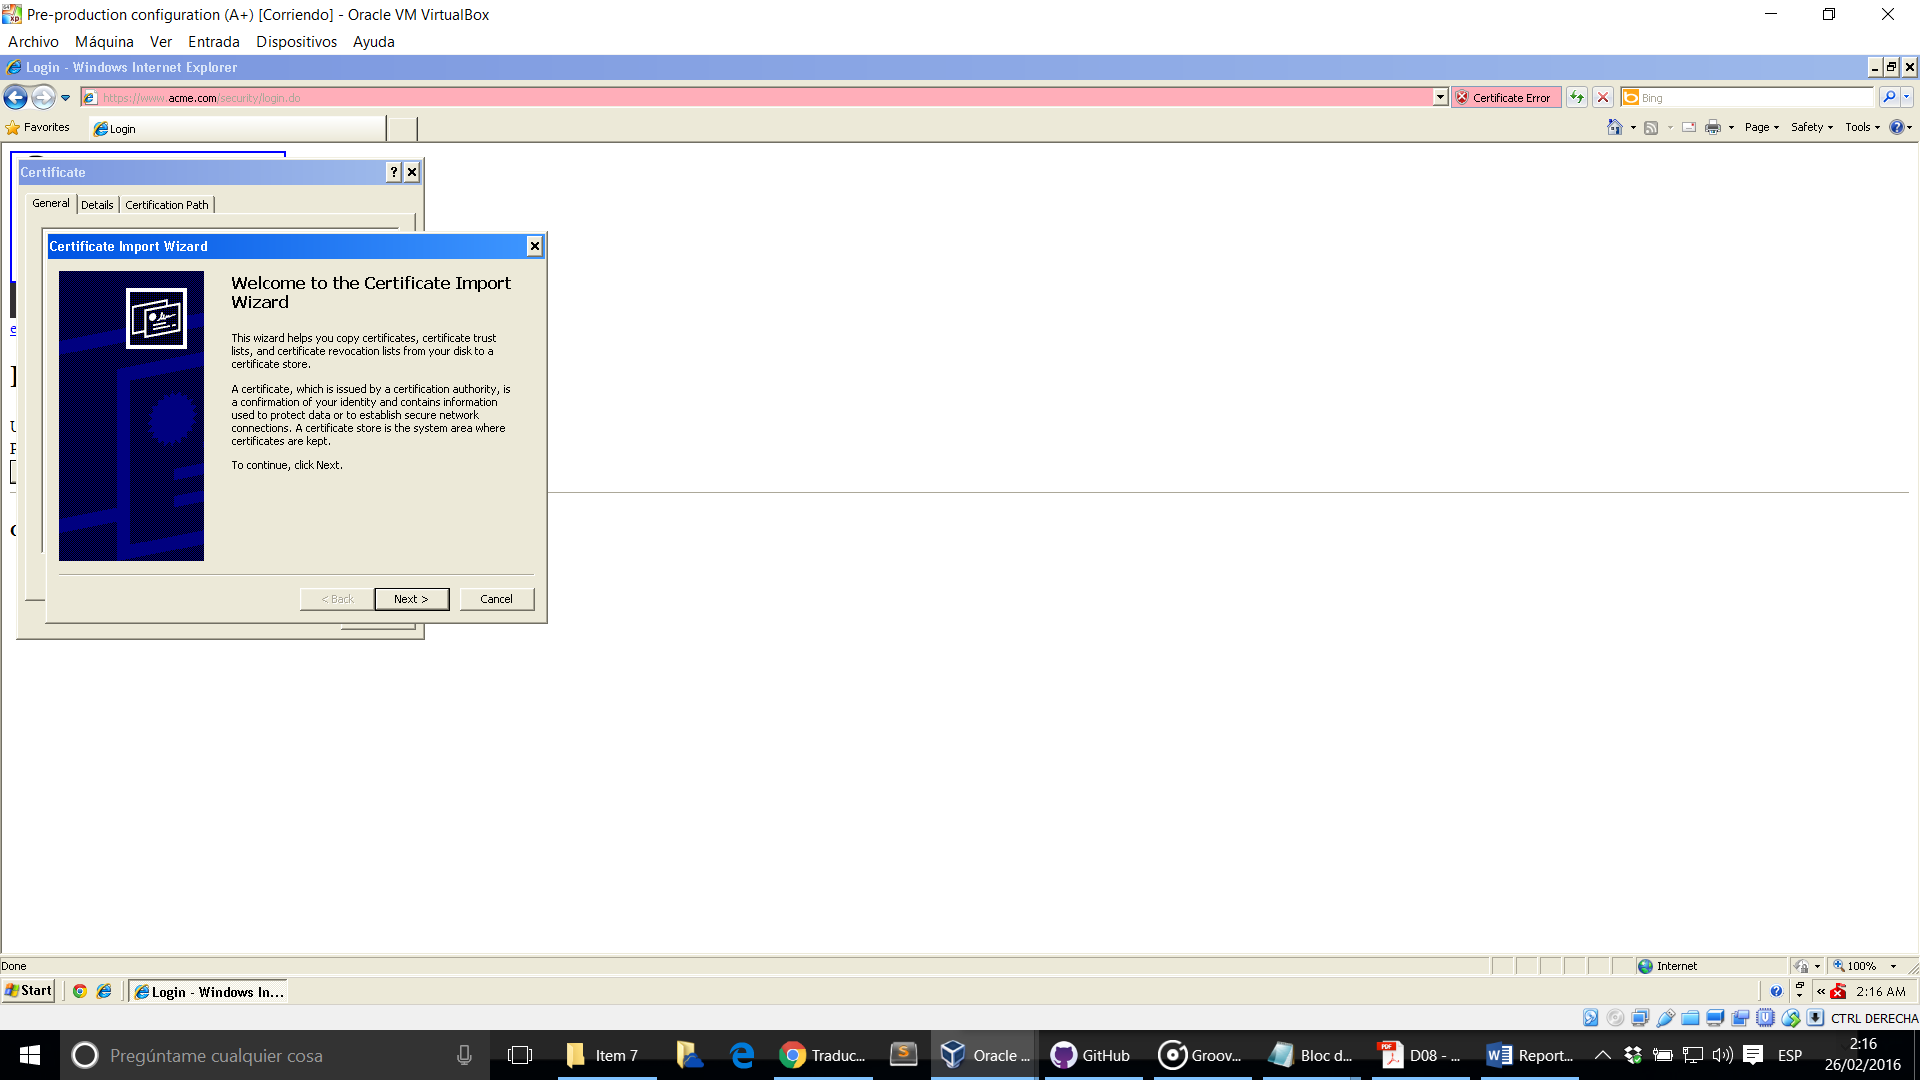 Pre-production configuration (A+) [Corriendo] - Oracle VM VirtualBox
Archivo Máquina Ver Entrada Dispositivos Ayuda
Login - Windows Internet Explorer
https://www.acme.com/security/login.do
Certificate Error
Bing
Favorites
Login
Page Safety Tools
Certificate
General Details Certification Path
Certificate Import Wizard
Welcome to the Certificate Import
Wizard
This wizard helps you copy certificates, certificate trust
lists, and certificate revocation lists from your disk to a
certificate store.
A certificate, which is issued by a certification authority, is
a confirmation of your identity and contains information
used to protect data or to establish secure network
connections. A certificate store is the system area where
certificates are kept.
To continue, click Next.
< Back Next > Cancel
Done
Internet
100%
Start
Login - Windows In...
2:16 AM
CTRL DERECHA
Pregúntame cualquier cosa
Item 7
Traduc...
Oracle ...
GitHub
Groov...
Bloc d...
D08 - ...
Report...
ESP
2:16
26/02/2016